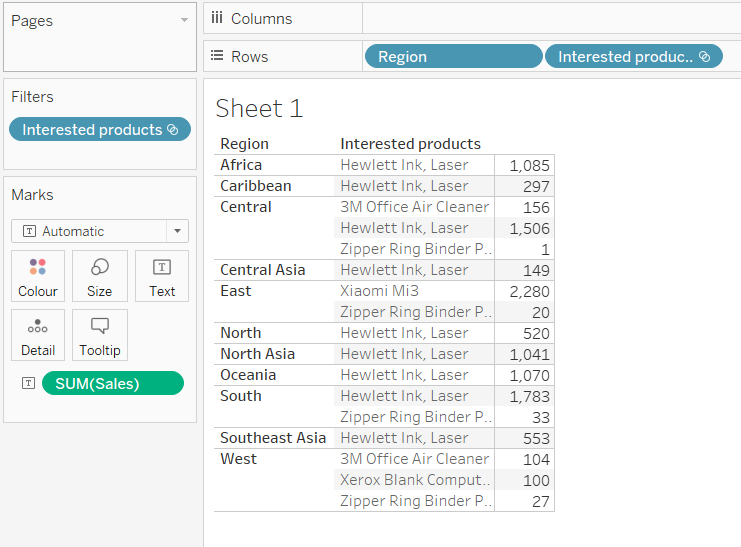 Pages
Columns
Rows
Region
Interested produc..
Filters
Interested products
Marks
Automatic
Colour
Size
Text
Detail
Tooltip
SUM(Sales)
Sheet 1
Region Interested products
Africa Hewlett Ink, Laser 1,085
Caribbean Hewlett Ink, Laser 297
Central 3M Office Air Cleaner 156
Hewlett Ink, Laser 1,506
Zipper Ring Binder P.. 1
Central Asia Hewlett Ink, Laser 149
East Xiaomi Mi3 2,280
Zipper Ring Binder P.. 20
North Hewlett Ink, Laser 520
North Asia Hewlett Ink, Laser 1,041
Oceania Hewlett Ink, Laser 1,070
South Hewlett Ink, Laser 1,783
Zipper Ring Binder P.. 33
Southeast Asia Hewlett Ink, Laser 553
West 3M Office Air Cleaner 104
Xerox Blank Comput.. 100
Zipper Ring Binder P.. 27